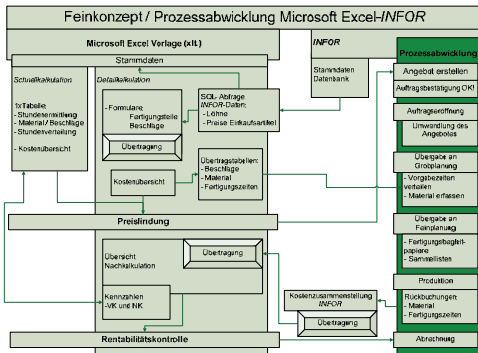 Feinkonzept / Prozessabwicklung Microsoft Excel-INFOR
Microsoft Excel Vorlage (xlt.)
Stammdaten
Schnellkalkulation
1xTabelle:
- Stundenermittlung
- Material / Beschläge
- Stundenverteilung
- Kostenübersicht
Detailkalkulation
- Formulare:
Fertigungsteile
Beschläge
Übertragung
Kostenübersicht
SQL- Abfrage
INFOR-Daten:
- Löhne
- Preise Einkaufsartikel
Übertragstabellen:
- Beschläge
- Material
- Fertigungszeiten
Preisfindung
Übersicht
Nachkalkulation
Übertragung
Kennzahlen
-VK und NK
Rentabilitätskontrolle
INFOR
Stammdaten
Datenbank
Kostenzusammenstellung
INFOR
Übertragung
Prozessabwicklung
Angebot erstellen
Auftragsbestätigung OK!
Auftragseröffnung
Umwandlung des
Angebotes
Übergabe an
Grobplanung
- Vorgabezeiten
verteilen
- Material erfassen
Übergabe an
Feinplanung
- Fertigungsbegleit-
papiere
- Sammellisten
Produktion
Rückbuchungen:
- Material
- Fertigungszeiten
Abrechnung